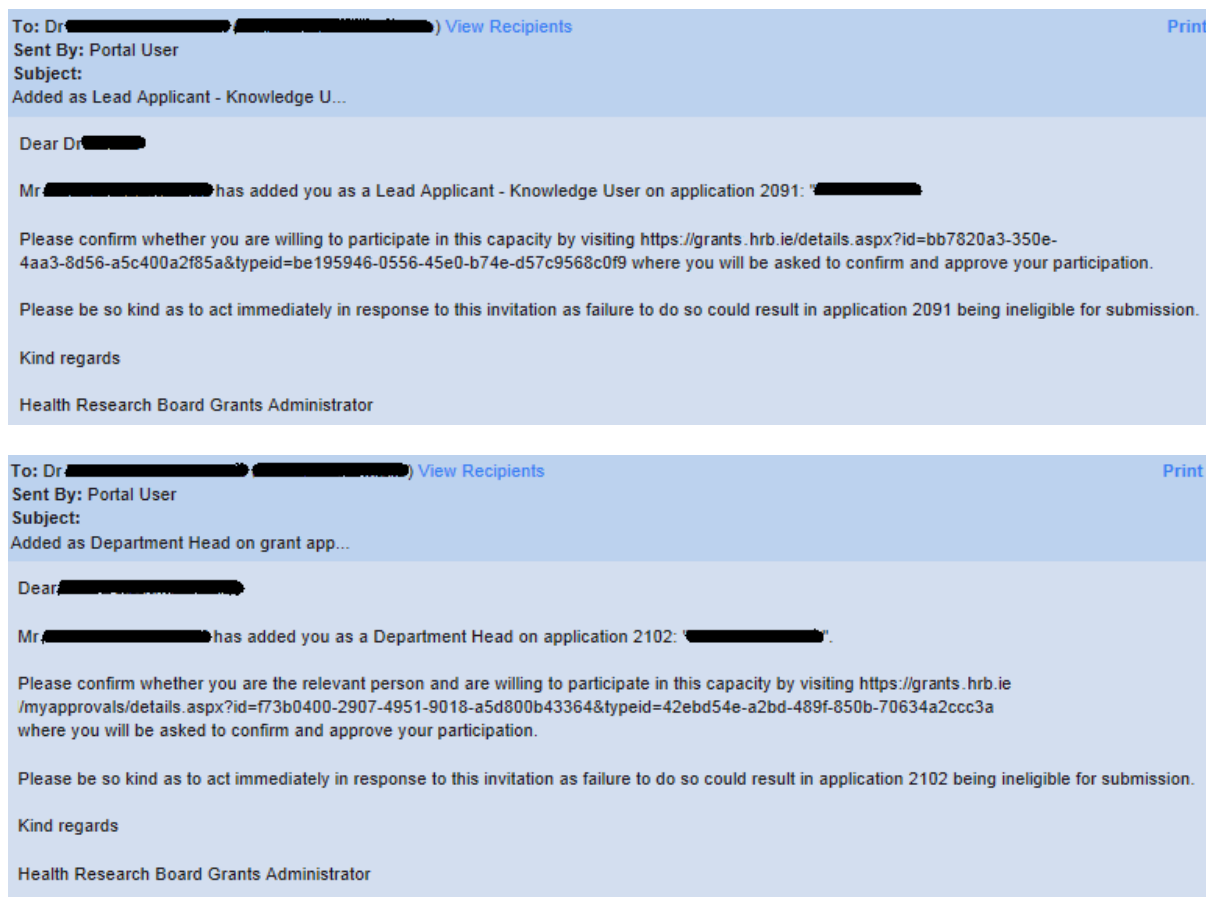 To: Dr ) View Recipients Print
Sent By: Portal User
Subject:
Added as Lead Applicant - Knowledge U...
Dear Dr
Mr has added you as a Lead Applicant - Knowledge User on application 2091: "
Please confirm whether you are willing to participate in this capacity by visiting https://grants.hrb.ie/details.aspx?id=bb7820a3-350e-
4aa3-8d56-a5c400a2f85a&typeid=be195946-0556-45e0-b74e-d57c9568c0f9 where you will be asked to confirm and approve your participation.
Please be so kind as to act immediately in response to this invitation as failure to do so could result in application 2091 being ineligible for submission.
Kind regards
Health Research Board Grants Administrator
To: Dr ) View Recipients Print
Sent By: Portal User
Subject:
Added as Department Head on grant app...
Dear
Mr has added you as a Department Head on application 2102: " ".
Please confirm whether you are the relevant person and are willing to participate in this capacity by visiting https://grants.hrb.ie
/myapprovals/details.aspx?id=f73b0400-2907-4951-9018-a5d800b43364&typeid=42ebd54e-a2bd-489f-850b-70634a2ccc3a
where you will be asked to confirm and approve your participation.
Please be so kind as to act immediately in response to this invitation as failure to do so could result in application 2102 being ineligible for submission.
Kind regards
Health Research Board Grants Administrator